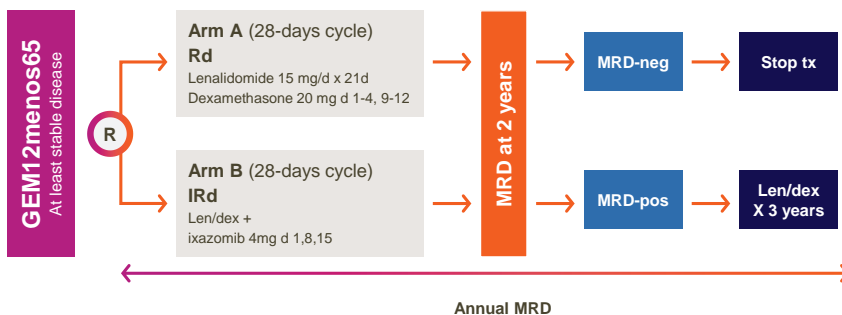 GEM12menos65
At least stable disease
R
Arm A (28-days cycle)
Rd
Lenalidomide 15 mg/d x 21d
Dexamethasone 20 mg d 1-4, 9-12
Arm B (28-days cycle)
IRd
Len/dex +
ixazomib 4mg d 1,8,15
MRD at 2 years
MRD-neg
Stop tx
MRD-pos
Len/dex
X 3 years
Annual MRD